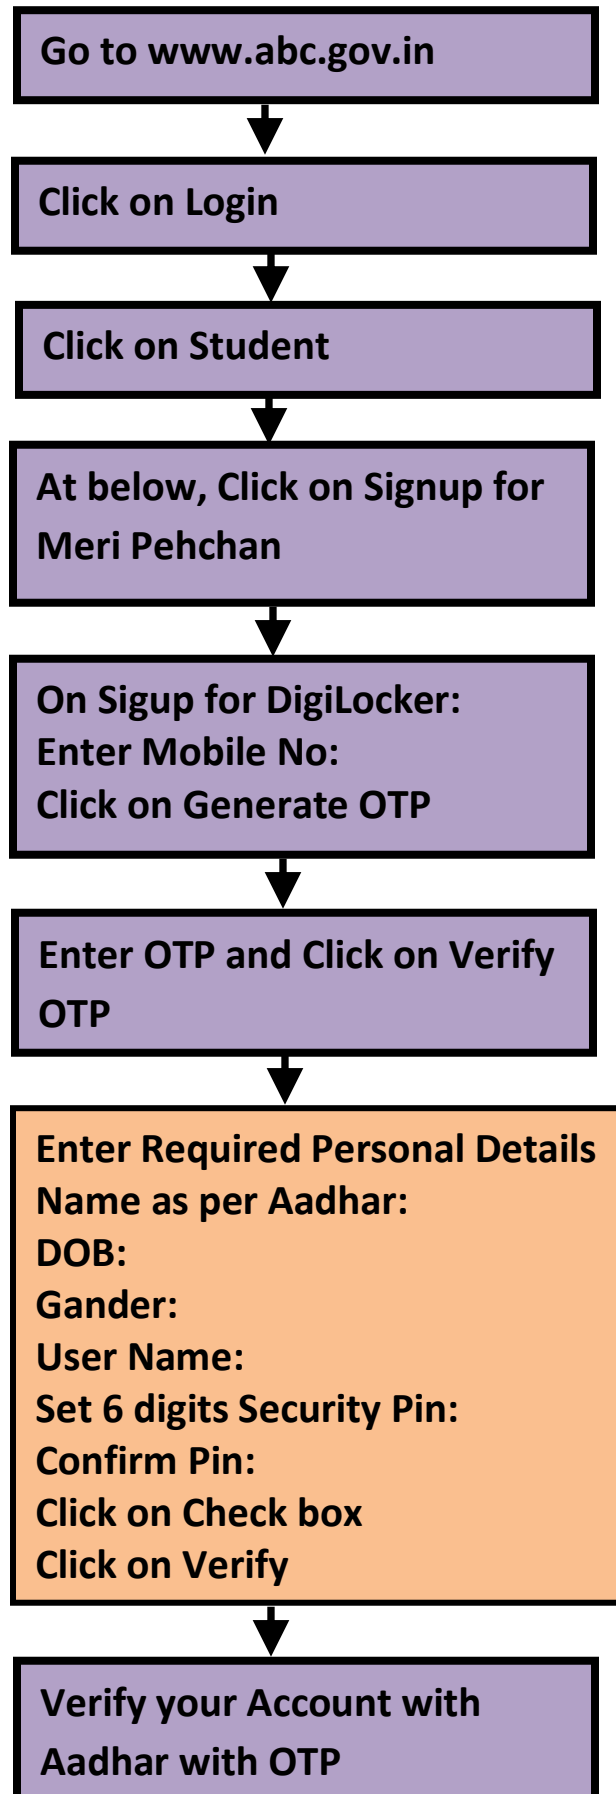 Go to www.abc.gov.in
Click on Login
Click on Student
At below, Click on Signup for
Meri Pehchan
On Sigup for DigiLocker:
Enter Mobile No:
Click on Generate OTP
Enter OTP and Click on Verify
OTP
Enter Required Personal Details
Name as per Aadhar:
DOB:
Gander:
User Name:
Set 6 digits Security Pin:
Confirm Pin:
Click on Check box
Click on Verify
Verify your Account with
Aadhar with OTP